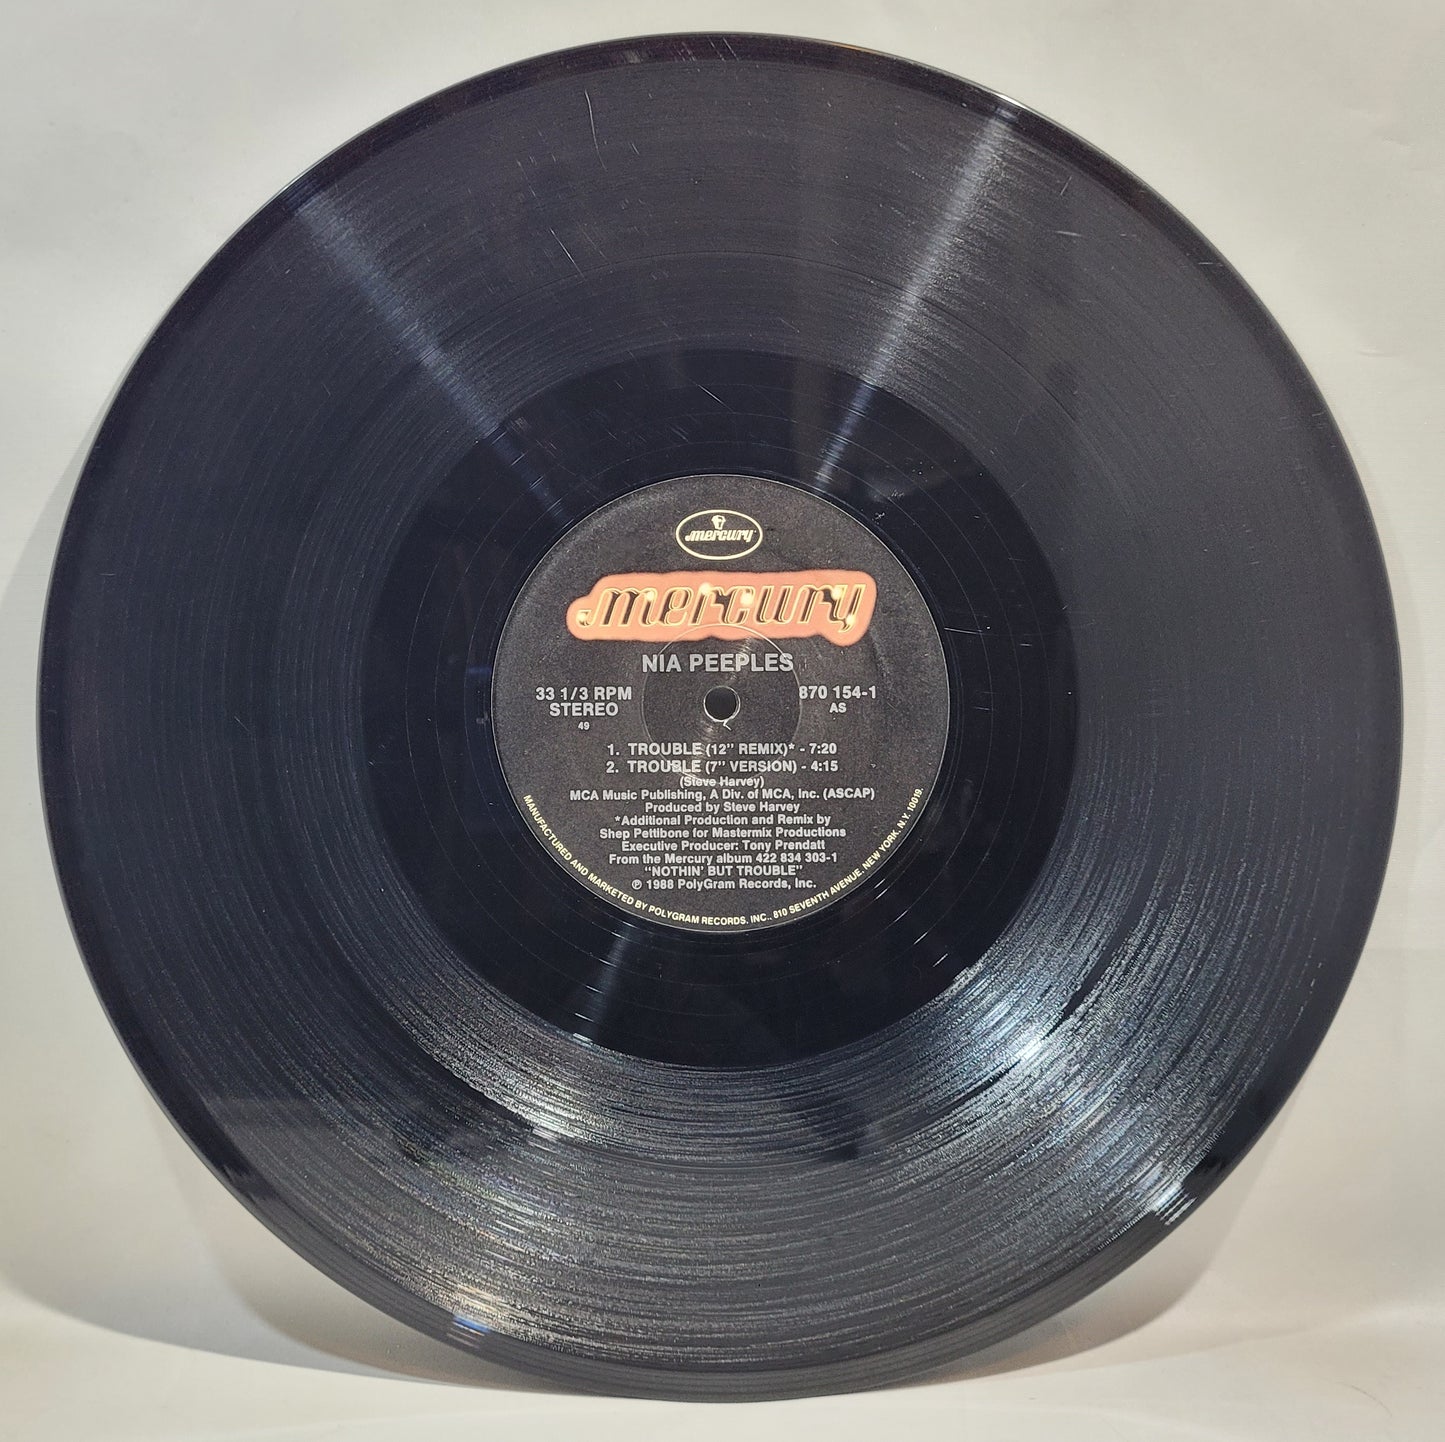 mercury
mercury
NIA PEEPLES
33 1/3 RPM
STEREO
49
870 154-1
AS
1. TROUBLE (12" REMIX)* - 7:20
2. TROUBLE (7" VERSION) - 4:15
(Steve Harvey)
MCA Music Publishing, A Div. of MCA, Inc. (ASCAP)
Produced by Steve Harvey
*Additional Production and Remix by
Shep Pettibone for Mastermix Productions
Executive Producer: Tony Prendatt
From the Mercury album 422 834 303-1
"NOTHIN' BUT TROUBLE"
℗ 1988 PolyGram Records, Inc.
MANUFACTURED AND MARKETED BY POLYGRAM RECORDS, INC., 810 SEVENTH AVENUE, NEW YORK, N.Y. 10019.